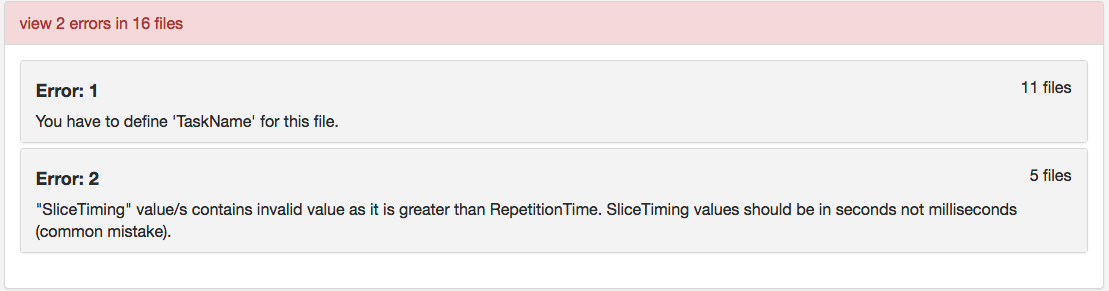 view 2 errors in 16 files
Error: 1
11 files
You have to define 'TaskName' for this file.
Error: 2
5 files
"SliceTiming" value/s contains invalid value as it is greater than RepetitionTime. SliceTiming values should be in seconds not milliseconds
(common mistake).